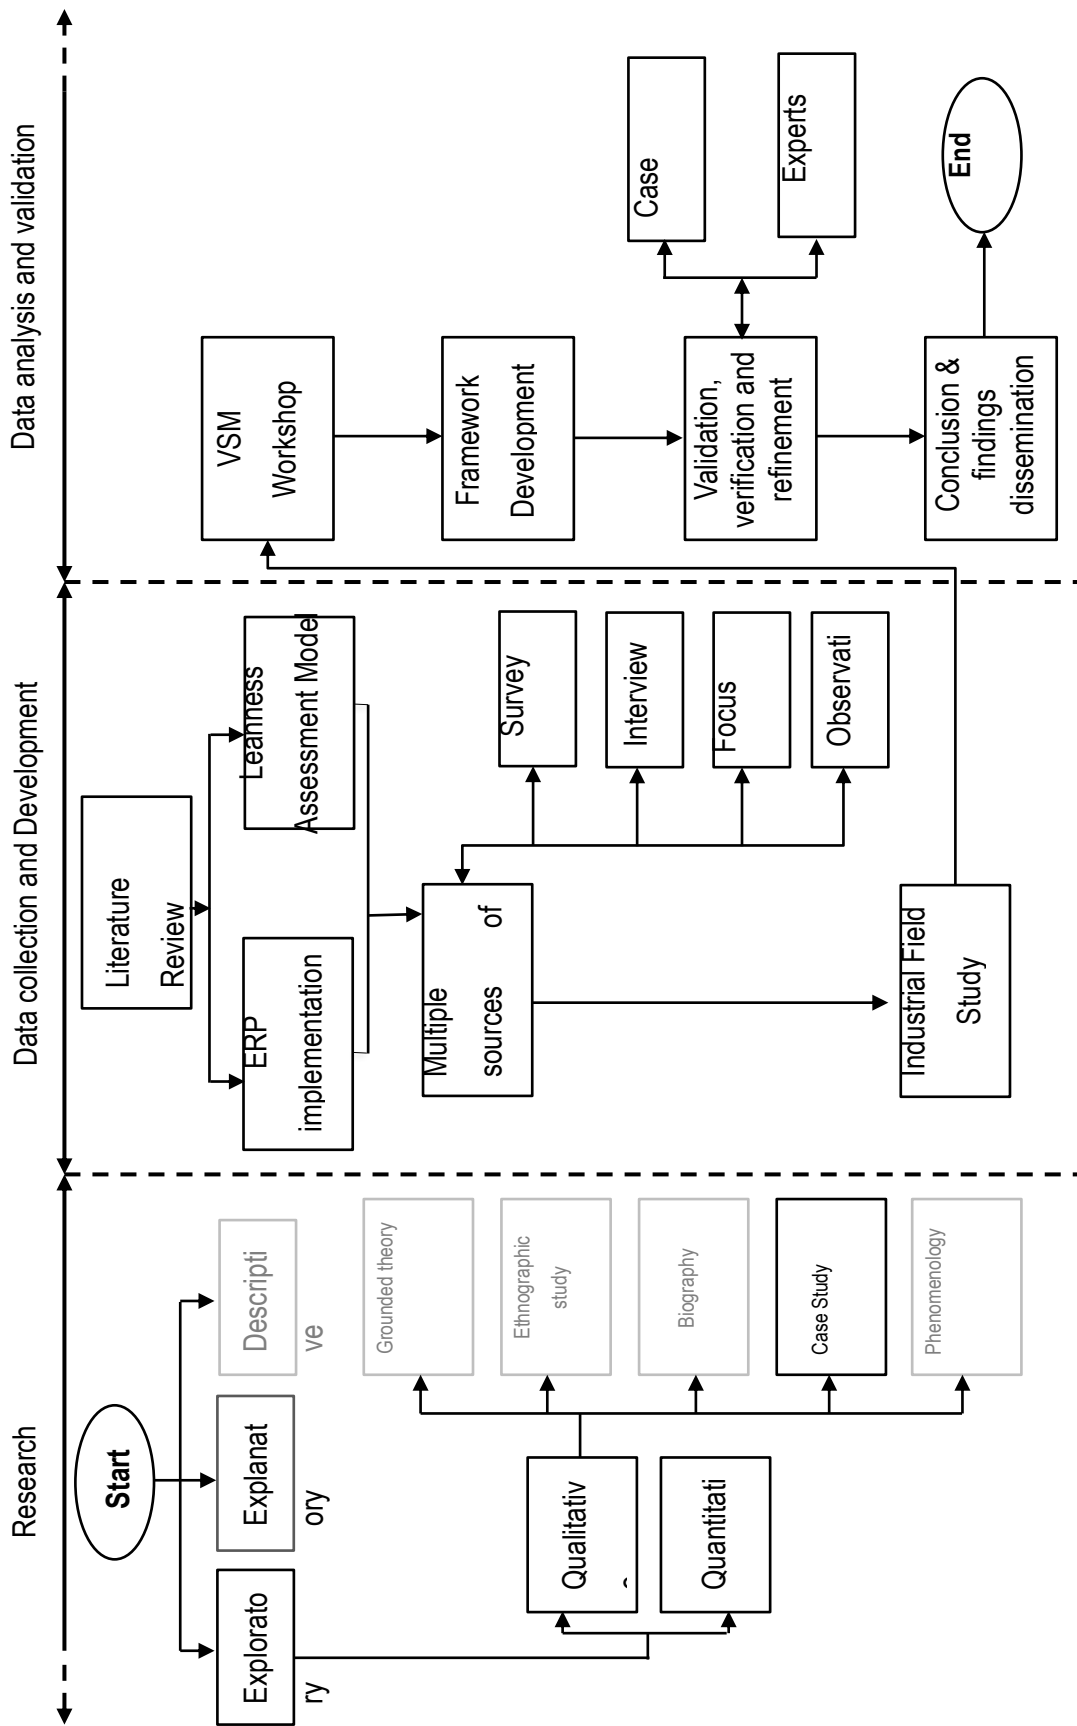 Research
Start
Explorato
ry
Explanat
ory
Descripti
ve
Qualitativ
Quantitati
Grounded theory
Ethnographic
study
Biography
Case Study
Phenomenology
Data collection and Development
Literature
Review
ERP
implementation
Leanness
Assessment Model
Multiple
sources of
Survey
Interview
Focus
Observati
Industrial Field
Study
Data analysis and validation
VSM
Workshop
Framework
Development
Validation,
verification and
refinement
Case
Experts
Conclusion &
findings
dissemination
End